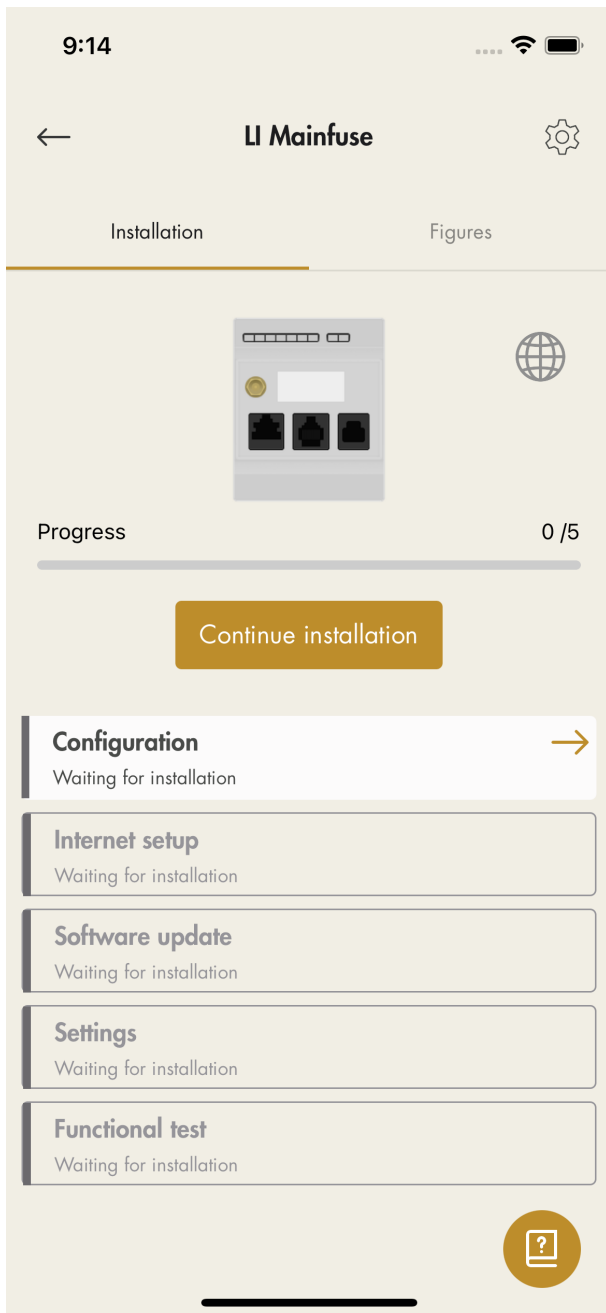 9:14
LI Mainfuse
Installation
Figures
Progress
0 /5
Continue installation
Configuration
Waiting for installation
Internet setup
Waiting for installation
Software update
Waiting for installation
Settings
Waiting for installation
Functional test
Waiting for installation
?